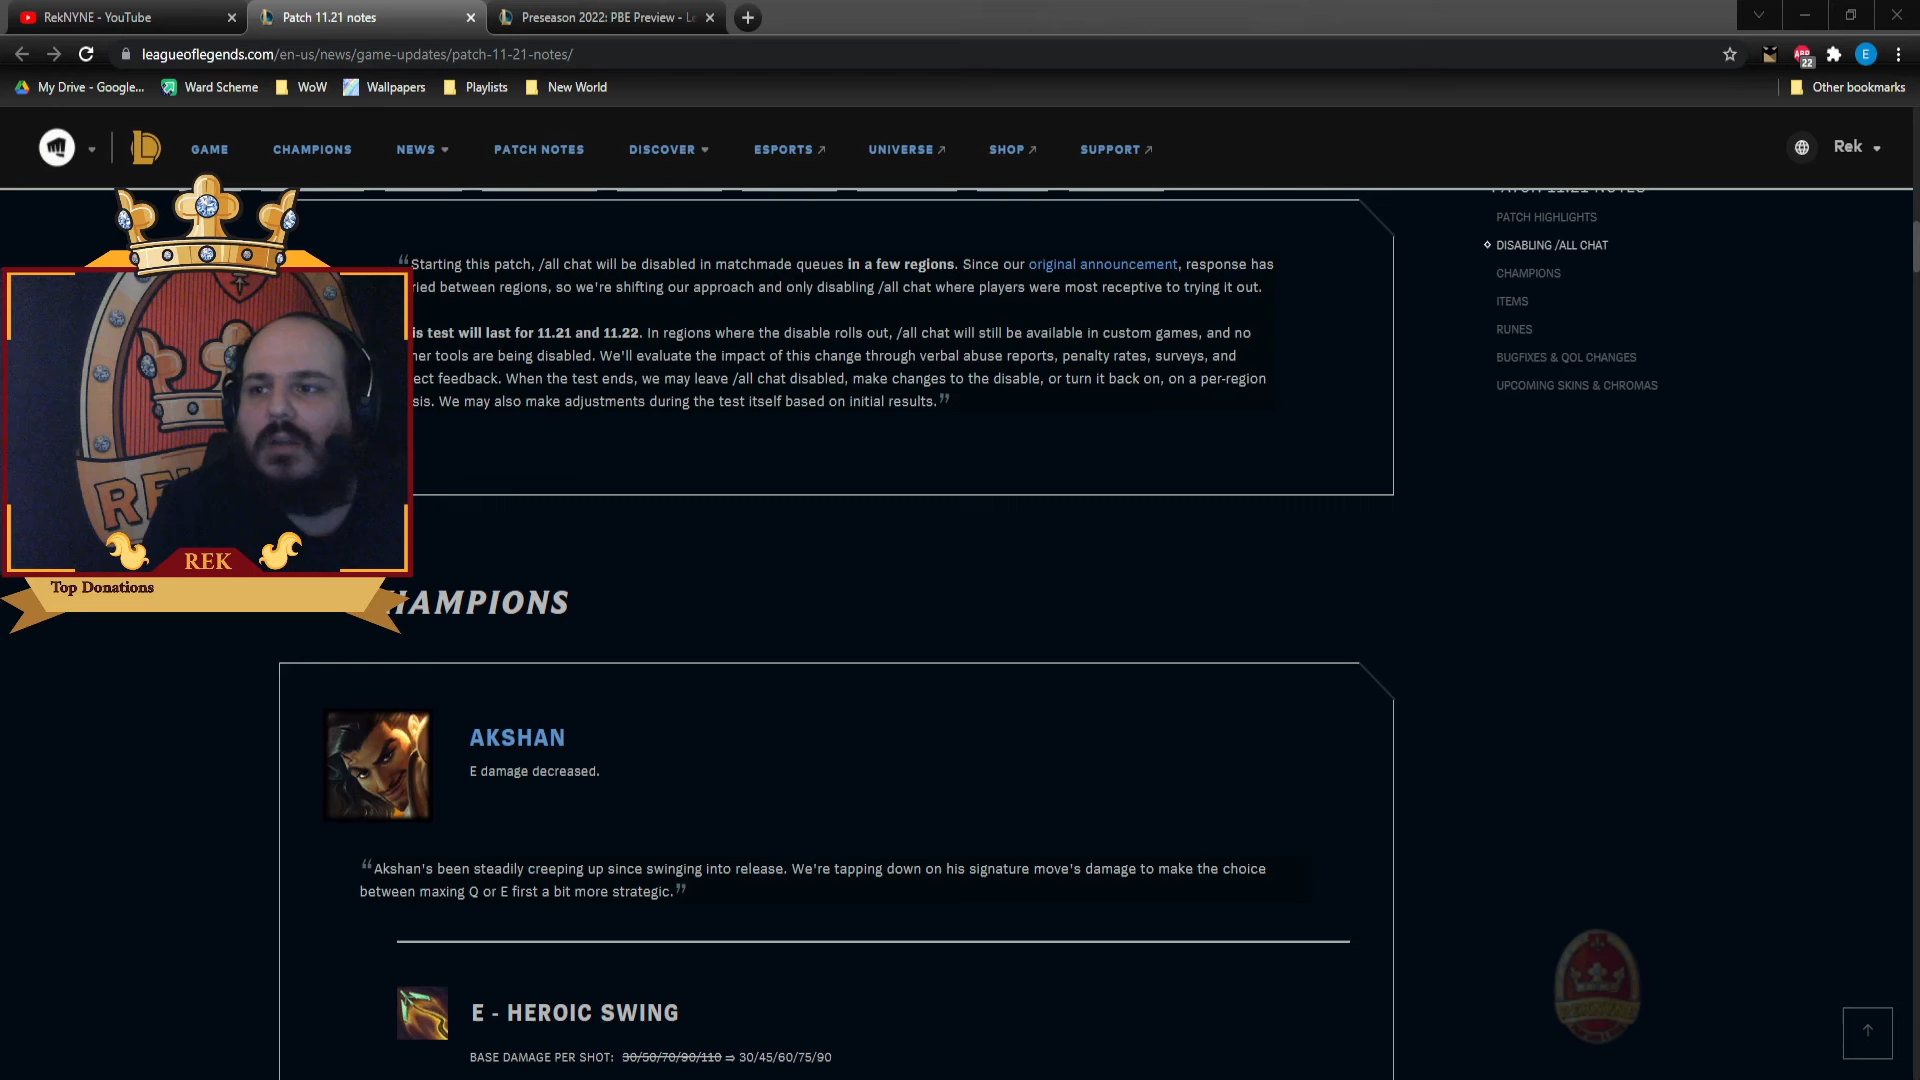 RekNYNE - YouTube
Patch 11.21 notes
Preseason 2022: PBE Preview - Le
leagueoflegends.com/en-us/news/game-updates/patch-11-21-notes/
22
E
My Drive - Google...
Ward Scheme
WoW
Wallpapers
Playlists
New World
Other bookmarks
GAME
CHAMPIONS
NEWS
PATCH NOTES
DISCOVER
ESPORTS
UNIVERSE
SHOP
SUPPORT
Rek
PATCH 11.21 NOTES
PATCH HIGHLIGHTS
DISABLING /ALL CHAT
CHAMPIONS
ITEMS
RUNES
BUGFIXES & QOL CHANGES
UPCOMING SKINS & CHROMAS
“Starting this patch, /all chat will be disabled in matchmade queues in a few regions. Since our original announcement, response has
ried between regions, so we're shifting our approach and only disabling /all chat where players were most receptive to trying it out.
is test will last for 11.21 and 11.22. In regions where the disable rolls out, /all chat will still be available in custom games, and no
her tools are being disabled. We'll evaluate the impact of this change through verbal abuse reports, penalty rates, surveys, and
ect feedback. When the test ends, we may leave /all chat disabled, make changes to the disable, or turn it back on, on a per-region
sis. We may also make adjustments during the test itself based on initial results.”
REK
Top Donations
HAMPIONS
AKSHAN
E damage decreased.
“Akshan's been steadily creeping up since swinging into release. We're tapping down on his signature move's damage to make the choice
between maxing Q or E first a bit more strategic.”
E - HEROIC SWING
BASE DAMAGE PER SHOT: 30/50/70/90/110 ⇒ 30/45/60/75/90